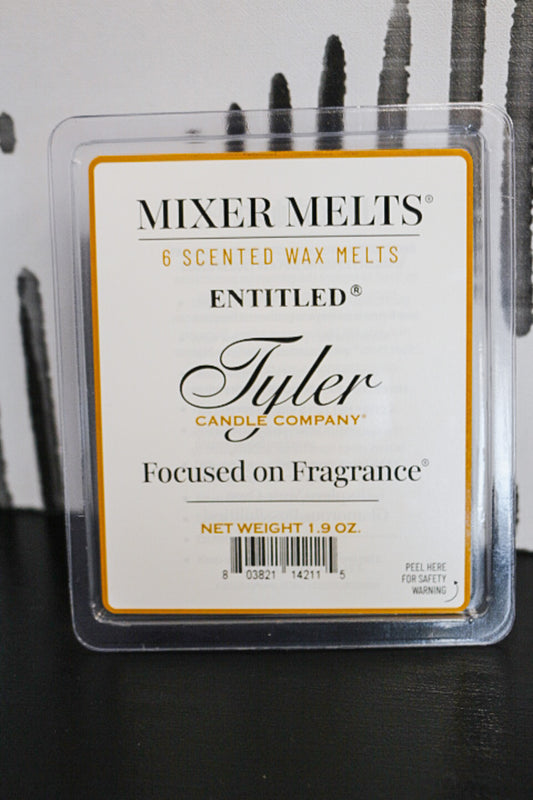 MIXER MELTS®
6 SCENTED WAX MELTS
ENTITLED®
Tyler
CANDLE COMPANY®
Focused on Fragrance®
NET WEIGHT 1.9 OZ.
8 03821 14211 5
PEEL HERE
FOR SAFETY
WARNING